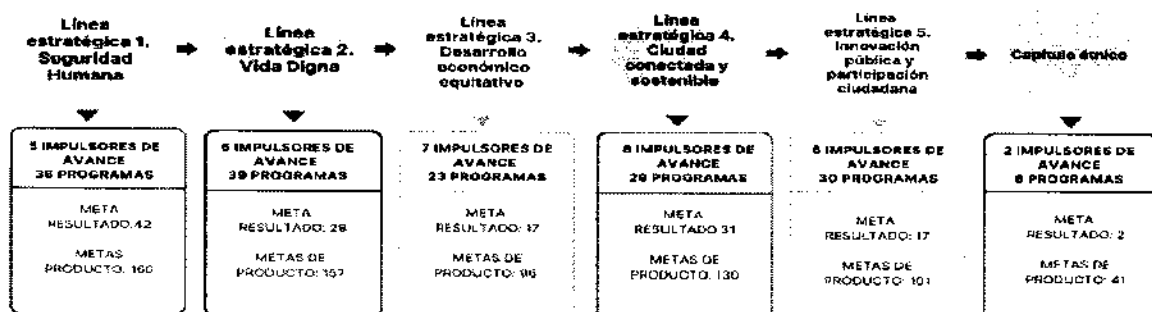 Línea
estratégica 1.
Seguridad
Humana
Línea
estratégica 2.
Vida Digna
Línea
estratégica 3.
Desarrollo
económico
equitativo
Línea
estratégica 4.
Ciudad
conectada y
sostenible
Línea
estratégica 5.
Innovación
pública y
participación
ciudadana
Capítulo étnico
5 IMPULSORES DE
AVANCE
36 PROGRAMAS
META
RESULTADO: 42
METAS
PRODUCTO: 166
6 IMPULSORES DE
AVANCE
39 PROGRAMAS
META
RESULTADO: 28
METAS DE
PRODUCTO: 157
7 IMPULSORES DE
AVANCE
23 PROGRAMAS
META
RESULTADO: 17
METAS DE
PRODUCTO: 96
8 IMPULSORES DE
AVANCE
28 PROGRAMAS
META
RESULTADO 31
METAS DE
PRODUCTO: 130
6 IMPULSORES DE
AVANCE
30 PROGRAMAS
META
RESULTADO: 17
METAS DE
PRODUCTO: 101
2 IMPULSORES DE
AVANCE
6 PROGRAMAS
META
RESULTADO: 2
METAS DE
PRODUCTO: 41